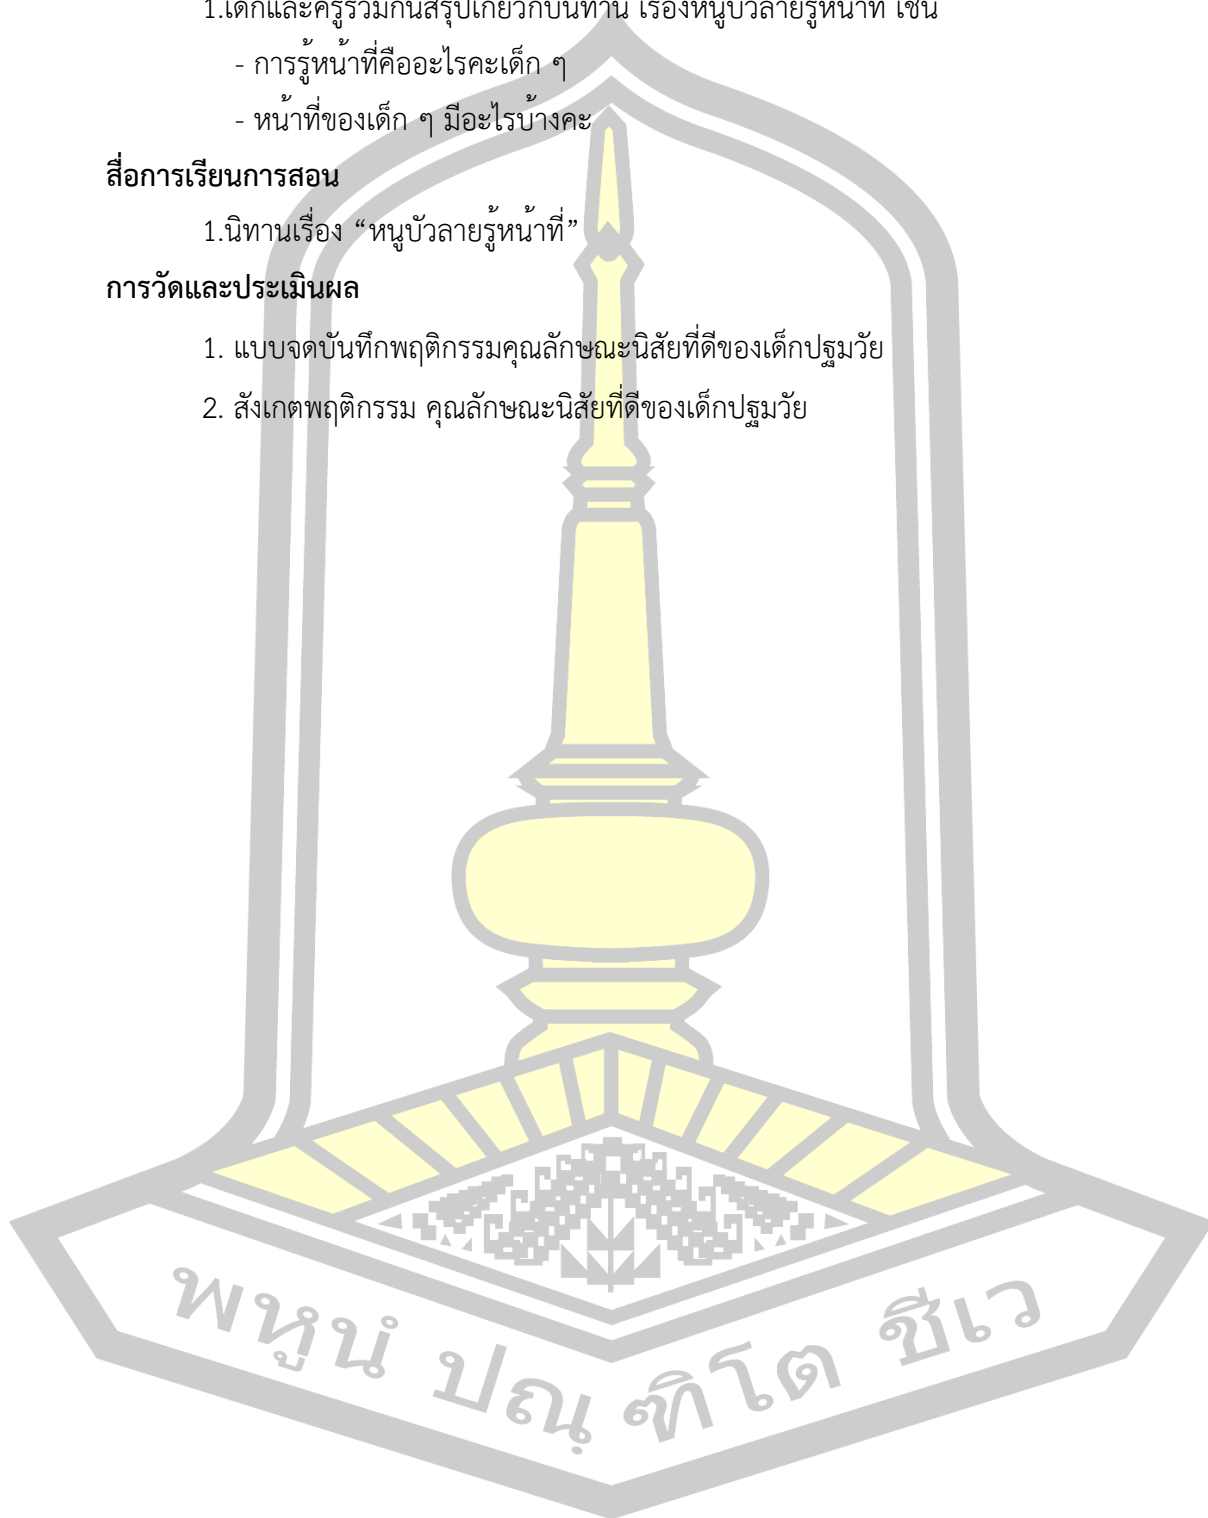 1.เด็กและครูร่วมกันสรุปเกี่ยวกับนิทาน เรื่องหนูบัวลายรู้หน้าที่ เช่น
- การรู้หน้าที่คืออะไรคะเด็ก ๆ
- หน้าที่ของเด็ก ๆ มีอะไรบ้างคะ
สื่อการเรียนการสอน
1.นิทานเรื่อง “หนูบัวลายรู้หน้าที่”
การวัดและประเมินผล
1. แบบจดบันทึกพฤติกรรมคุณลักษณะนิสัยที่ดีของเด็กปฐมวัย
2. สังเกตพฤติกรรม คุณลักษณะนิสัยที่ดีของเด็กปฐมวัย
พหูนํ ปณฺ ฑิโต ชีเว